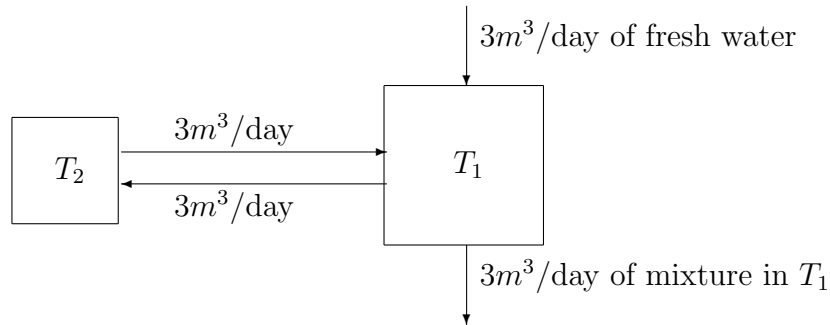 3m³/day of fresh water
3m³/day
T₂
T₁
3m³/day
3m³/day of mixture in T₁